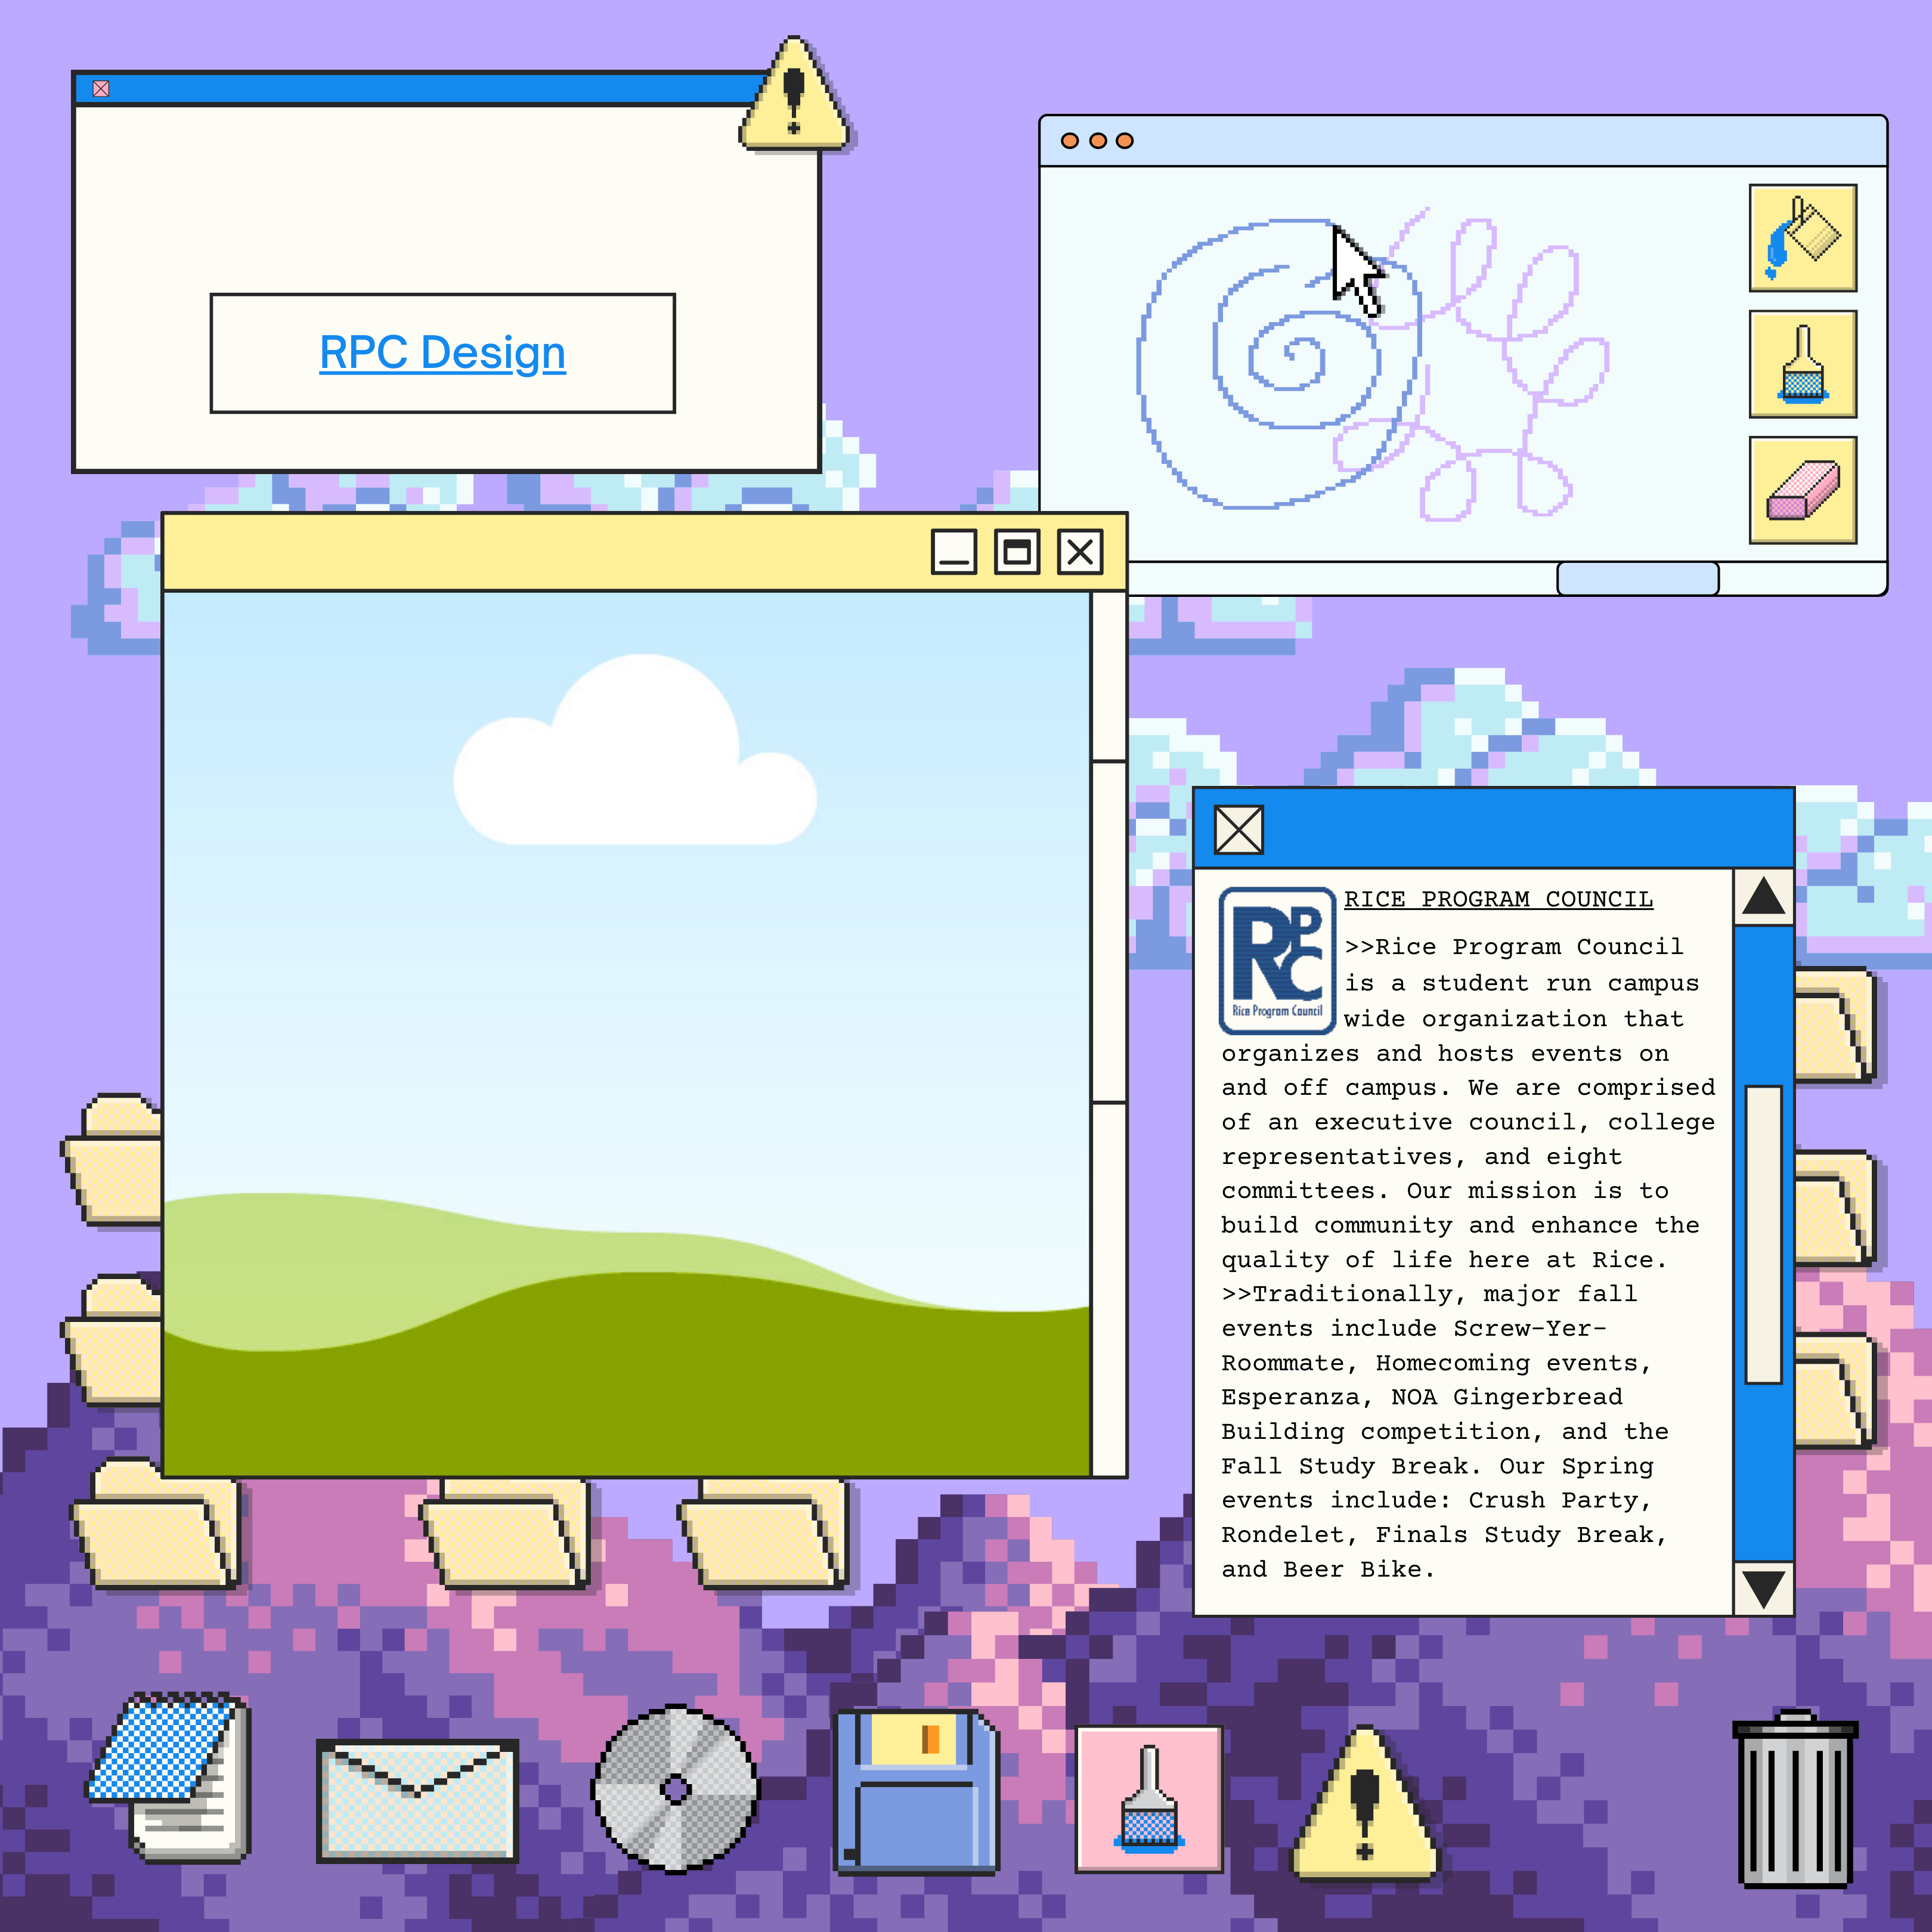 RPC Design
RPC
Rice Program Council
RICE PROGRAM COUNCIL
>>Rice Program Council
is a student run campus
wide organization that
organizes and hosts events on
and off campus. We are comprised
of an executive council, college
representatives, and eight
committees. Our mission is to
build community and enhance the
quality of life here at Rice.
>>Traditionally, major fall
events include Screw-Yer-
Roommate, Homecoming events,
Esperanza, NOA Gingerbread
Building competition, and the
Fall Study Break. Our Spring
events include: Crush Party,
Rondelet, Finals Study Break,
and Beer Bike.